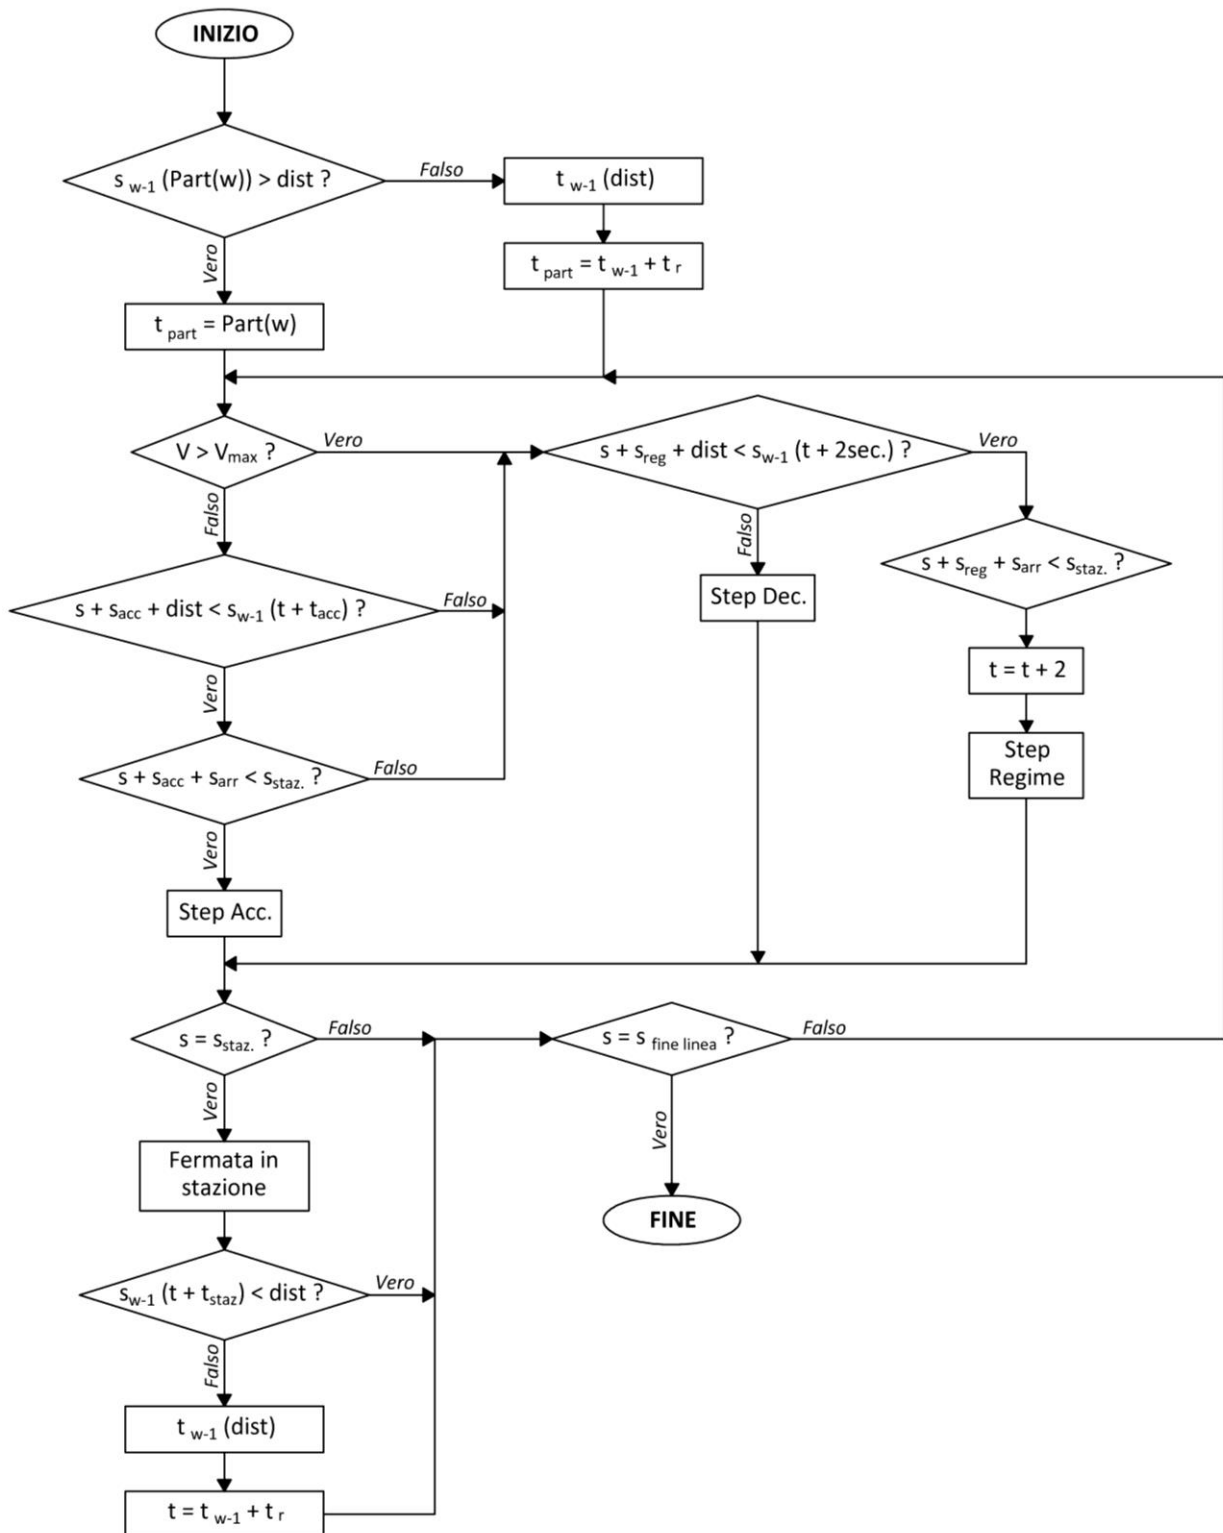 INIZIO
s w-1 (Part(w)) > dist ?
Falso
t w-1 (dist)
Vero
t part = t w-1 + t r
t part = Part(w)
V > Vmax ?
Vero
s + sreg + dist < sw-1 (t + 2sec.) ?
Vero
Falso
Falso
s + sreg + sarr < sstaz. ?
s + sacc + dist < sw-1 (t + tacc) ?
Falso
Step Dec.
Vero
t = t + 2
s + sacc + sarr < sstaz. ?
Falso
Step
Regime
Vero
Step Acc.
s = sstaz. ?
Falso
s = s fine linea ?
Falso
Vero
Vero
Fermata in
stazione
FINE
sw-1 (t + tstaz) < dist ?
Vero
Falso
t w-1 (dist)
t = t w-1 + t r